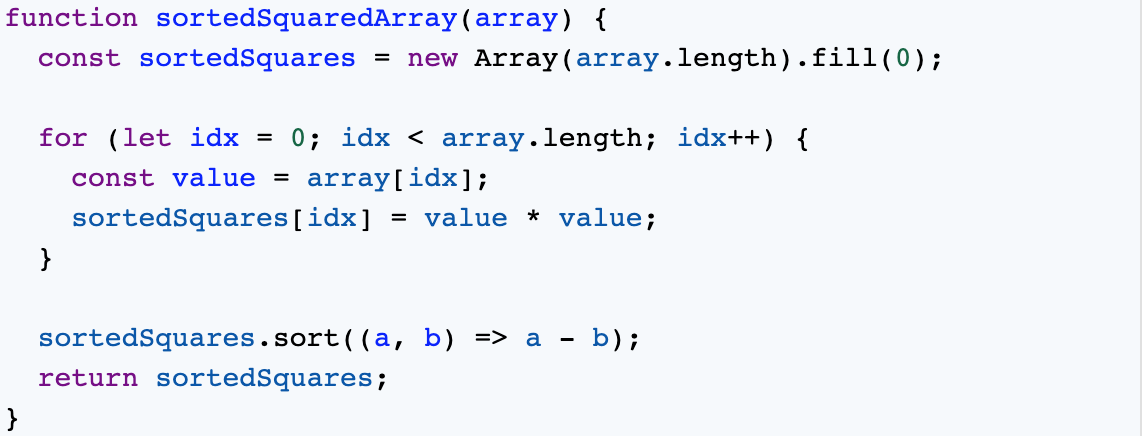 function sortedSquaredArray(array) {
  const sortedSquares = new Array(array.length).fill(0);

  for (let idx = 0; idx < array.length; idx++) {
    const value = array[idx];
    sortedSquares[idx] = value * value;
  }

  sortedSquares.sort((a, b) => a - b);
  return sortedSquares;
}